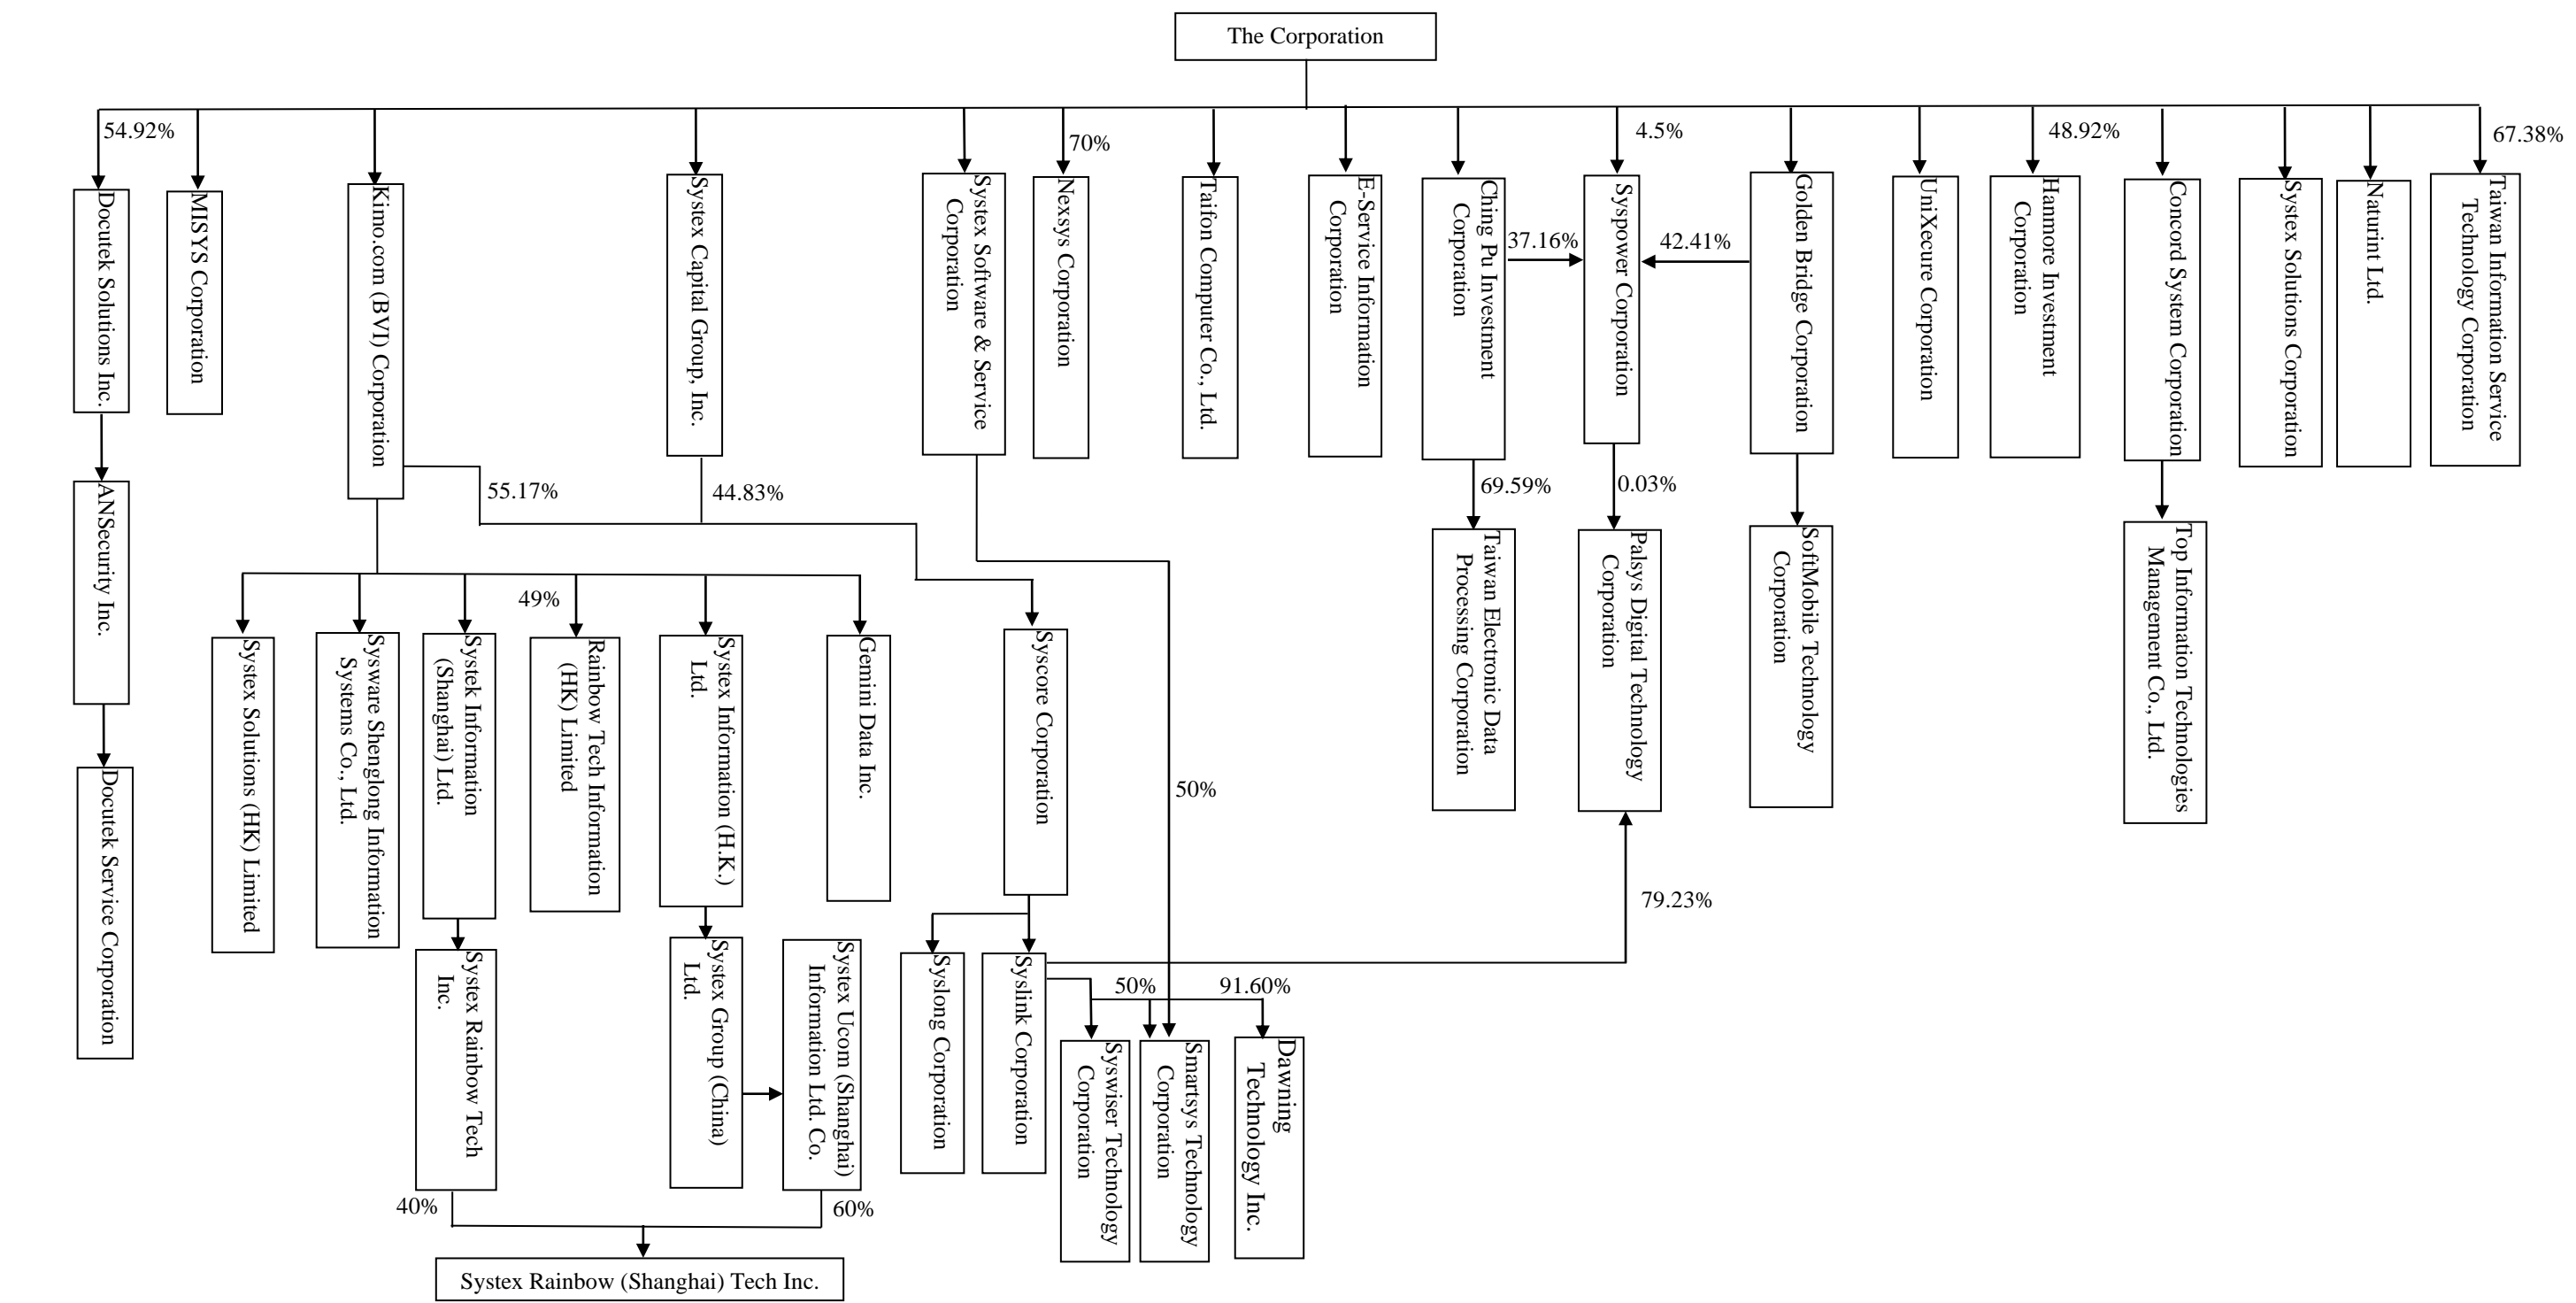 The Corporation
54.92%
70%
4.5%
48.92%
67.38%
Docutek Solutions Inc.
MISYS Corporation
Kimo.com (BVI) Corporation
Systex Capital Group, Inc.
Systex Software & Service
Corporation
Nexsys Corporation
Taifon Computer Co., Ltd.
E-Service Information
Corporation
Ching Pu Investment
Corporation
37.16%
Syspower Corporation
42.41%
Golden Bridge Corporation
UniXecure Corporation
Hanmore Investment
Corporation
Concord System Corporation
Systex Solutions Corporation
Naturint Ltd.
Taiwan Information Service
Technology Corporation
55.17%
44.83%
69.59%
0.03%
ANSecurity Inc.
Taiwan Electronic Data
Processing Corporation
Palsys Digital Technology
Corporation
SoftMobile Technology
Corporation
Top Information Technologies
Management Co., Ltd.
49%
Systex Solutions (HK) Limited
Sysware Shenglong Information
Systems Co., Ltd.
Systek Information
(Shanghai) Ltd.
Rainbow Tech Information
(HK) Limited
Systex Information (H.K.)
Ltd.
Gemini Data Inc.
Syscore Corporation
50%
79.23%
Docutek Service Corporation
Systex Rainbow Tech
Inc.
Systex Group (China)
Ltd.
Systex Ucom (Shanghai)
Information Ltd. Co.
Syslong Corporation
Syslink Corporation
50%
91.60%
Syswiser Technology
Corporation
Smartsys Technology
Corporation
Dawning
Technology Inc.
40%
60%
Systex Rainbow (Shanghai) Tech Inc.